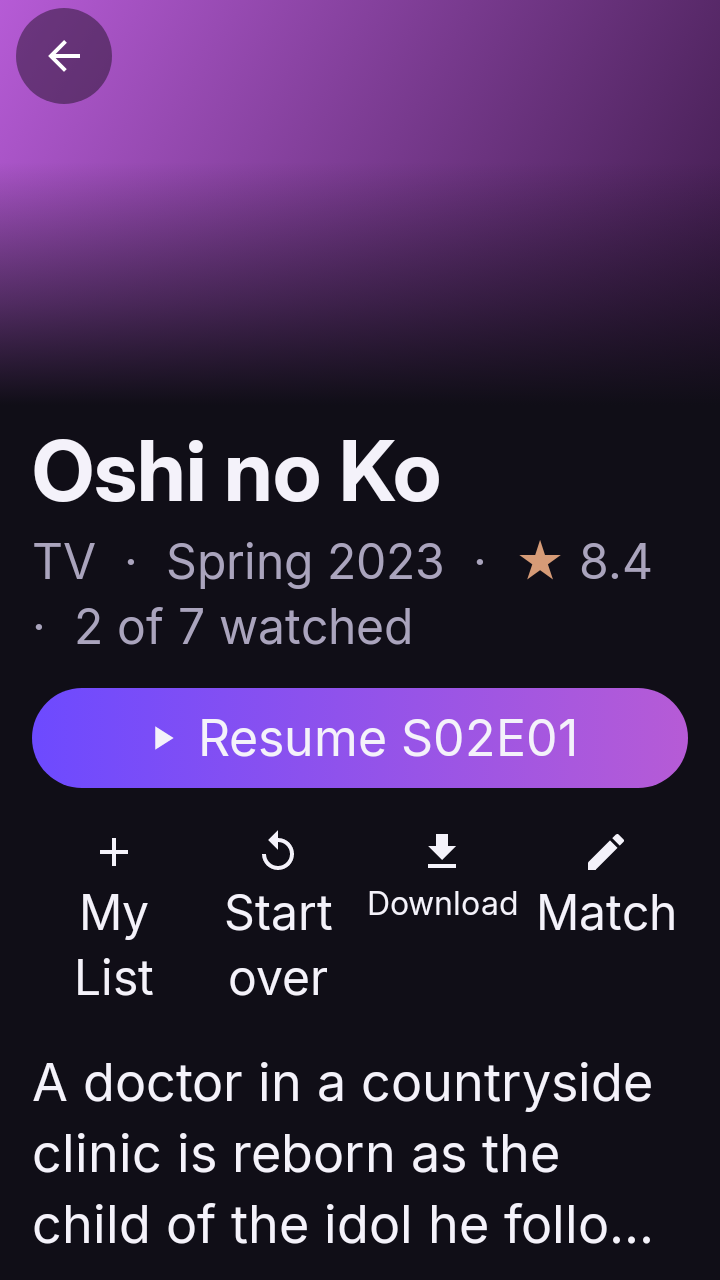 Oshi no Ko
TV · Spring 2023 · ★ 8.4
· 2 of 7 watched
Resume S02E01
My List
Start over
Download
Match
A doctor in a countryside
clinic is reborn as the
child of the idol he follo...